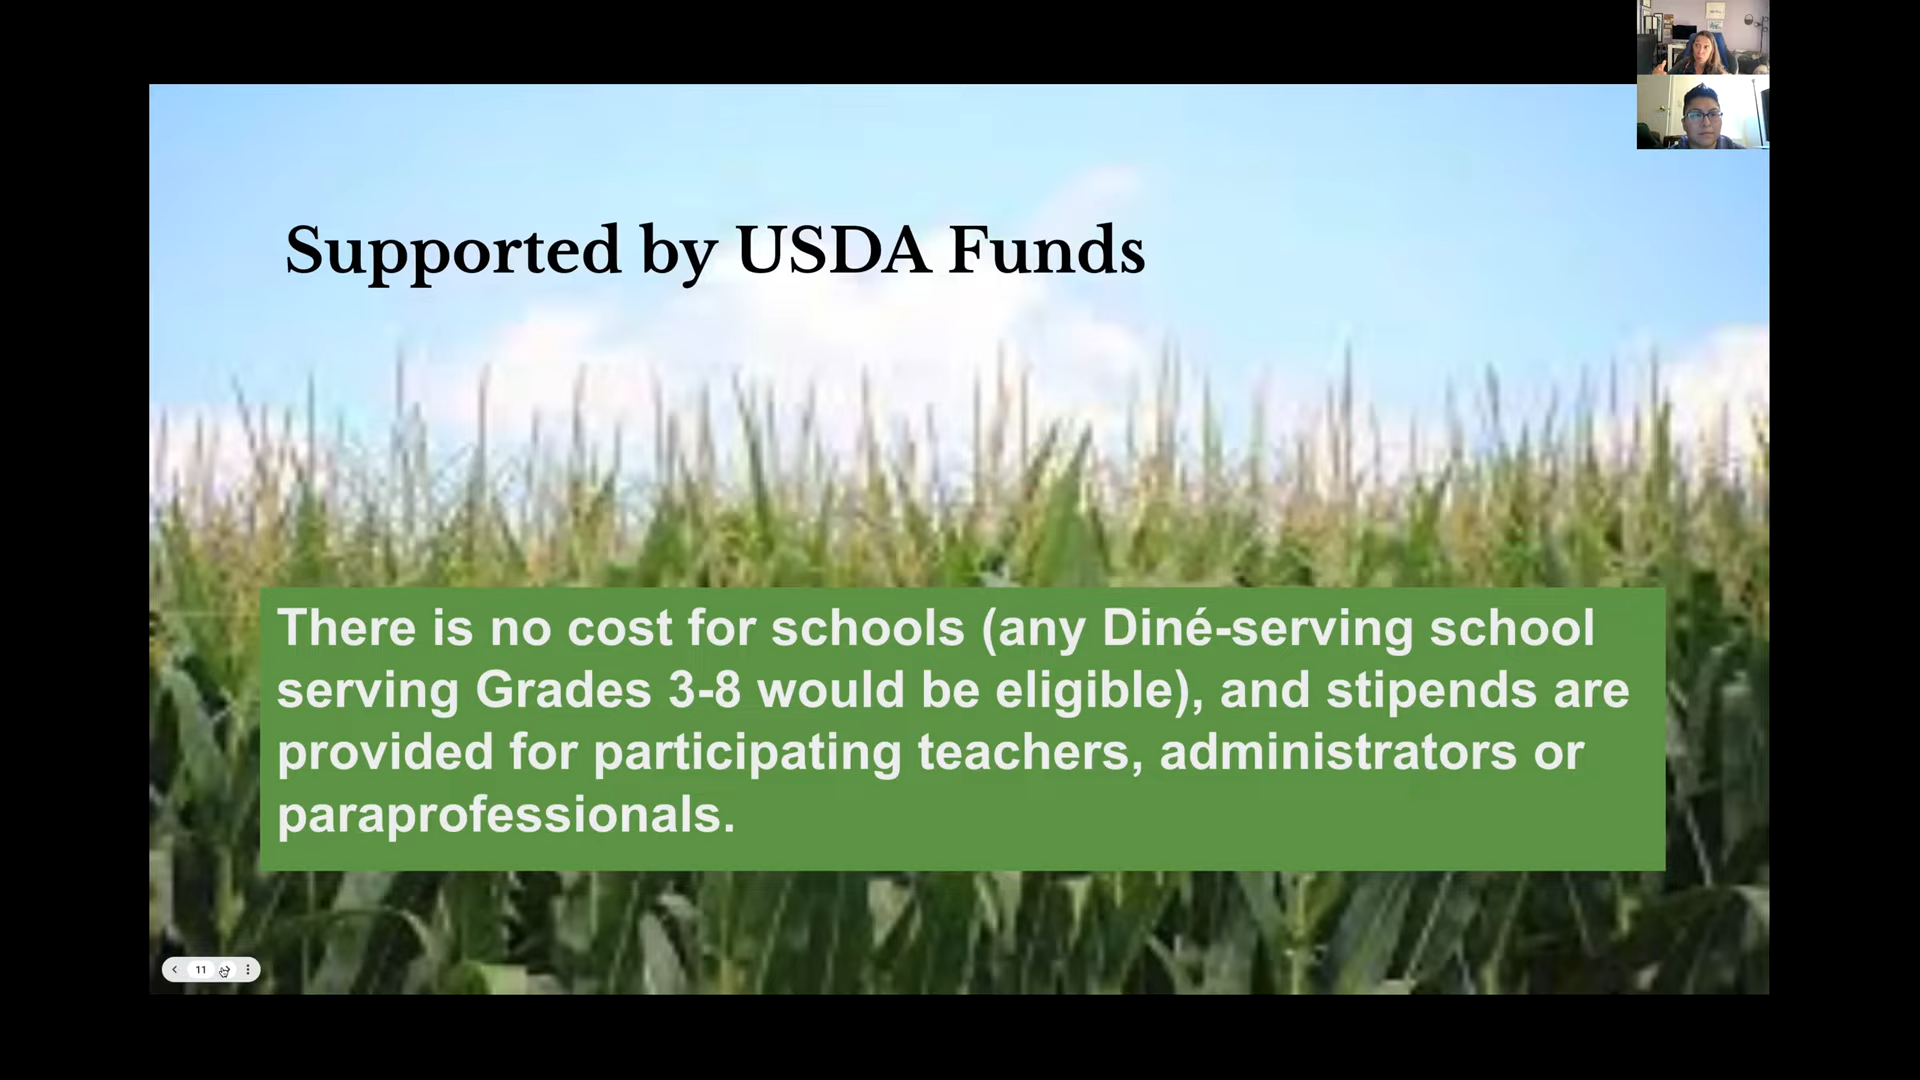 Supported by USDA Funds
There is no cost for schools (any Diné-serving school
serving Grades 3-8 would be eligible), and stipends are
provided for participating teachers, administrators or
paraprofessionals.
11